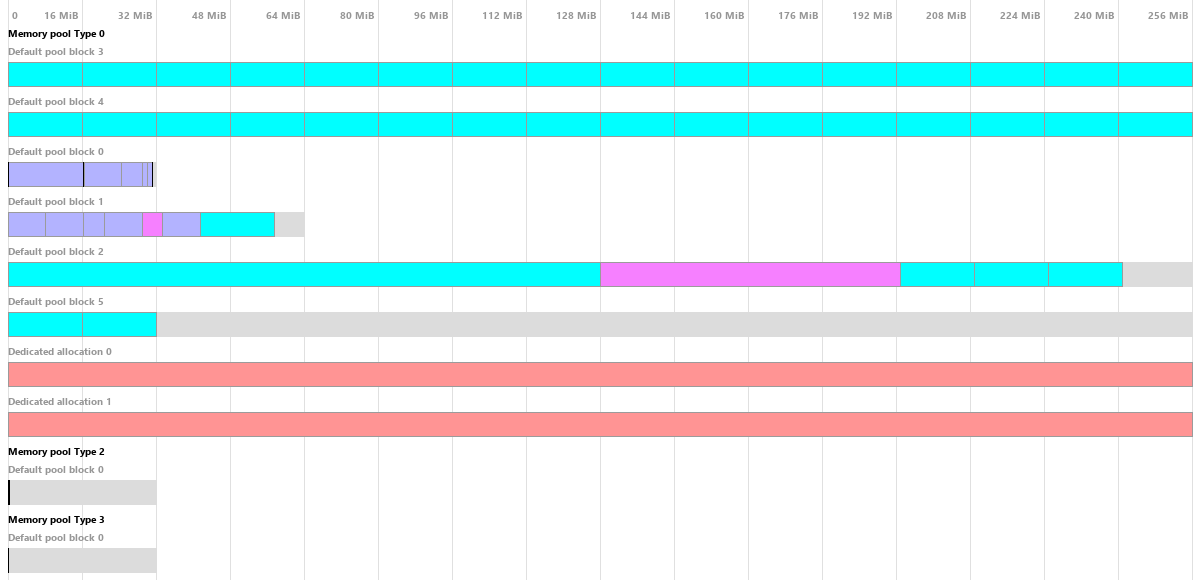 0 16 MiB 32 MiB 48 MiB 64 MiB 80 MiB 96 MiB 112 MiB 128 MiB 144 MiB 160 MiB 176 MiB 192 MiB 208 MiB 224 MiB 240 MiB 256 MiB
Memory pool Type 0
Default pool block 3
Default pool block 4
Default pool block 0
Default pool block 1
Default pool block 2
Default pool block 5
Dedicated allocation 0
Dedicated allocation 1
Memory pool Type 2
Default pool block 0
Memory pool Type 3
Default pool block 0